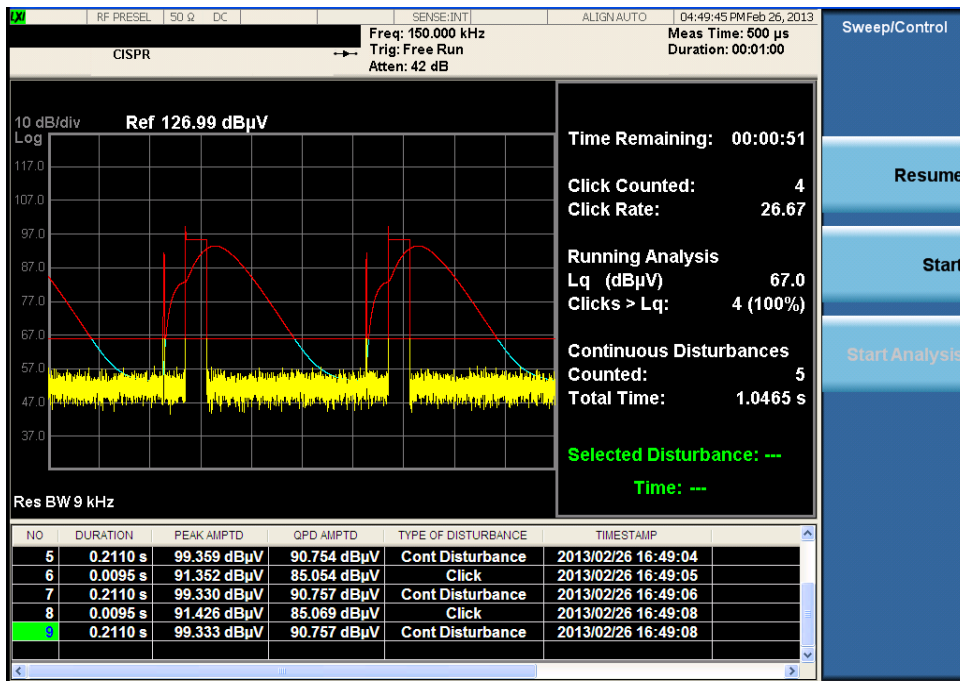 LXI RF PRESEL 50 Ω DC SENSE:INT ALIGN AUTO 04:49:45 PM Feb 26, 2013
Freq: 150.000 kHz Meas Time: 500 µs
CISPR Trig: Free Run Duration: 00:01:00
Atten: 42 dB
Sweep/Control
Resume
Start
Start Analysis
10 dB/div Ref 126.99 dBµV
Log
117.0
107.0
97.0
87.0
77.0
67.0
57.0
47.0
37.0
Res BW 9 kHz
Time Remaining: 00:00:51
Click Counted: 4
Click Rate: 26.67
Running Analysis
Lq (dBµV) 67.0
Clicks > Lq: 4 (100%)
Continuous Disturbances
Counted: 5
Total Time: 1.0465 s
Selected Disturbance: ---
Time: ---
NO DURATION PEAK AMPTD QPD AMPTD TYPE OF DISTURBANCE TIMESTAMP
5 0.2110 s 99.359 dBµV 90.754 dBµV Cont Disturbance 2013/02/26 16:49:04
6 0.0095 s 91.352 dBµV 85.054 dBµV Click 2013/02/26 16:49:05
7 0.2110 s 99.330 dBµV 90.757 dBµV Cont Disturbance 2013/02/26 16:49:06
8 0.0095 s 91.426 dBµV 85.069 dBµV Click 2013/02/26 16:49:08
9 0.2110 s 99.333 dBµV 90.757 dBµV Cont Disturbance 2013/02/26 16:49:08